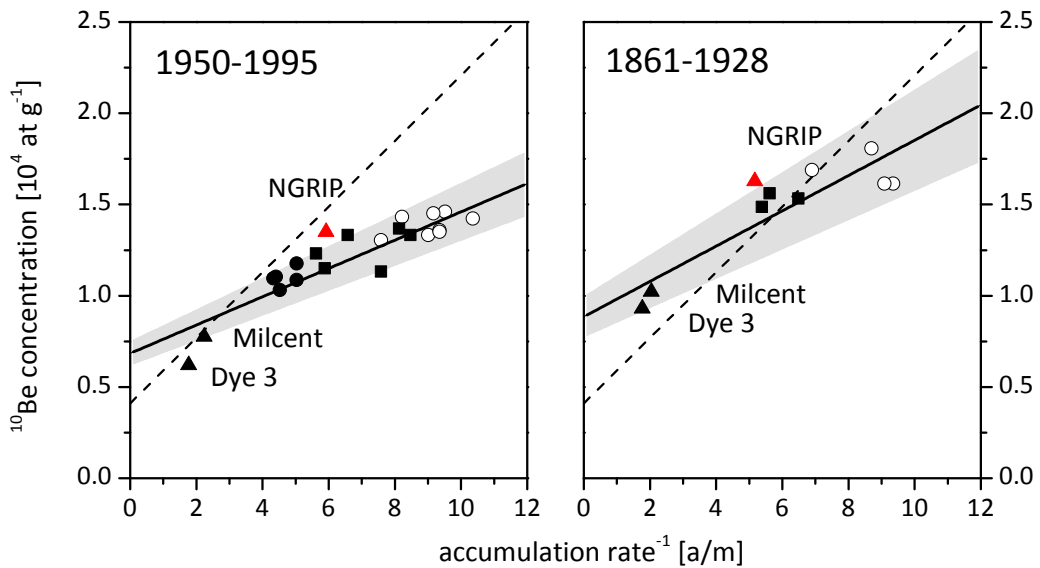 1950-1995
1861-1928
2.5
2.0
1.5
1.0
0.5
0.0
2.5
2.0
1.5
1.0
0.5
0.0
¹⁰Be concentration [10⁴ at g⁻¹]
NGRIP
Milcent
Dye 3
NGRIP
Milcent
Dye 3
0 2 4 6 8 10 12
0 2 4 6 8 10 12
accumulation rate⁻¹ [a/m]